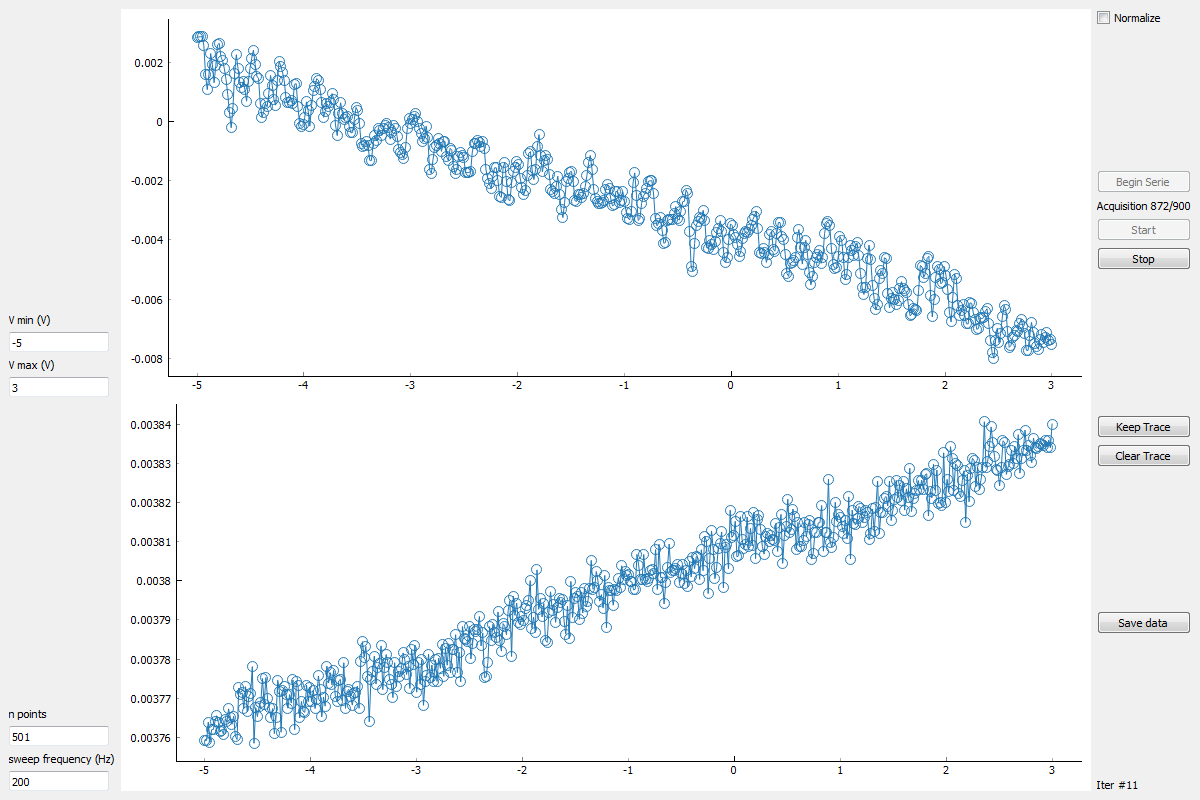 Normalize
0.002
0
-0.002
-0.004
-0.006
-0.008
-5 -4 -3 -2 -1 0 1 2 3
Begin Serie
Acquisition 872/900
Start
Stop
V min (V)
-5
V max (V)
3
0.00384
0.00383
0.00382
0.00381
0.0038
0.00379
0.00378
0.00377
0.00376
-5 -4 -3 -2 -1 0 1 2 3
Keep Trace
Clear Trace
Save data
n points
501
sweep frequency (Hz)
200
Iter #11